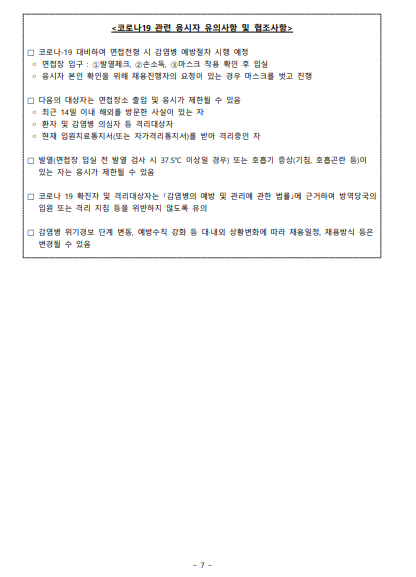 <코로나19 관련 응시자 유의사항 및 협조사항>
□ 코로나-19 대비하여 면접전형 시 감염병 예방절차 시행 예정
○ 면접장 입구 : ①발열체크, ②손소독, ③마스크 착용 확인 후 입실
○ 응시자 본인 확인을 위해 채용진행자의 요청이 있는 경우 마스크를 벗고 진행
□ 다음의 대상자는 면접장소 출입 및 응시가 제한될 수 있음
○ 최근 14일 이내 해외를 방문한 사실이 있는 자
○ 환자 및 감염병 의심자 등 격리대상자
○ 현재 입원치료통지서(또는 자가격리통지서)를 받아 격리중인 자
□ 발열(면접장 입실 전 발열 검사 시 37.5℃ 이상일 경우) 또는 호흡기 증상(기침, 호흡곤란 등)이
있는 자는 응시가 제한될 수 있음
□ 코로나 19 확진자 및 격리대상자는 「감염병의 예방 및 관리에 관한 법률」에 근거하여 방역당국의
입원 또는 격리 지침 등을 위반하지 않도록 유의
□ 감염병 위기경보 단계 변동, 예방수칙 강화 등 대·내외 상황변화에 따라 채용일정, 채용방식 등은
변경될 수 있음
- 7 -